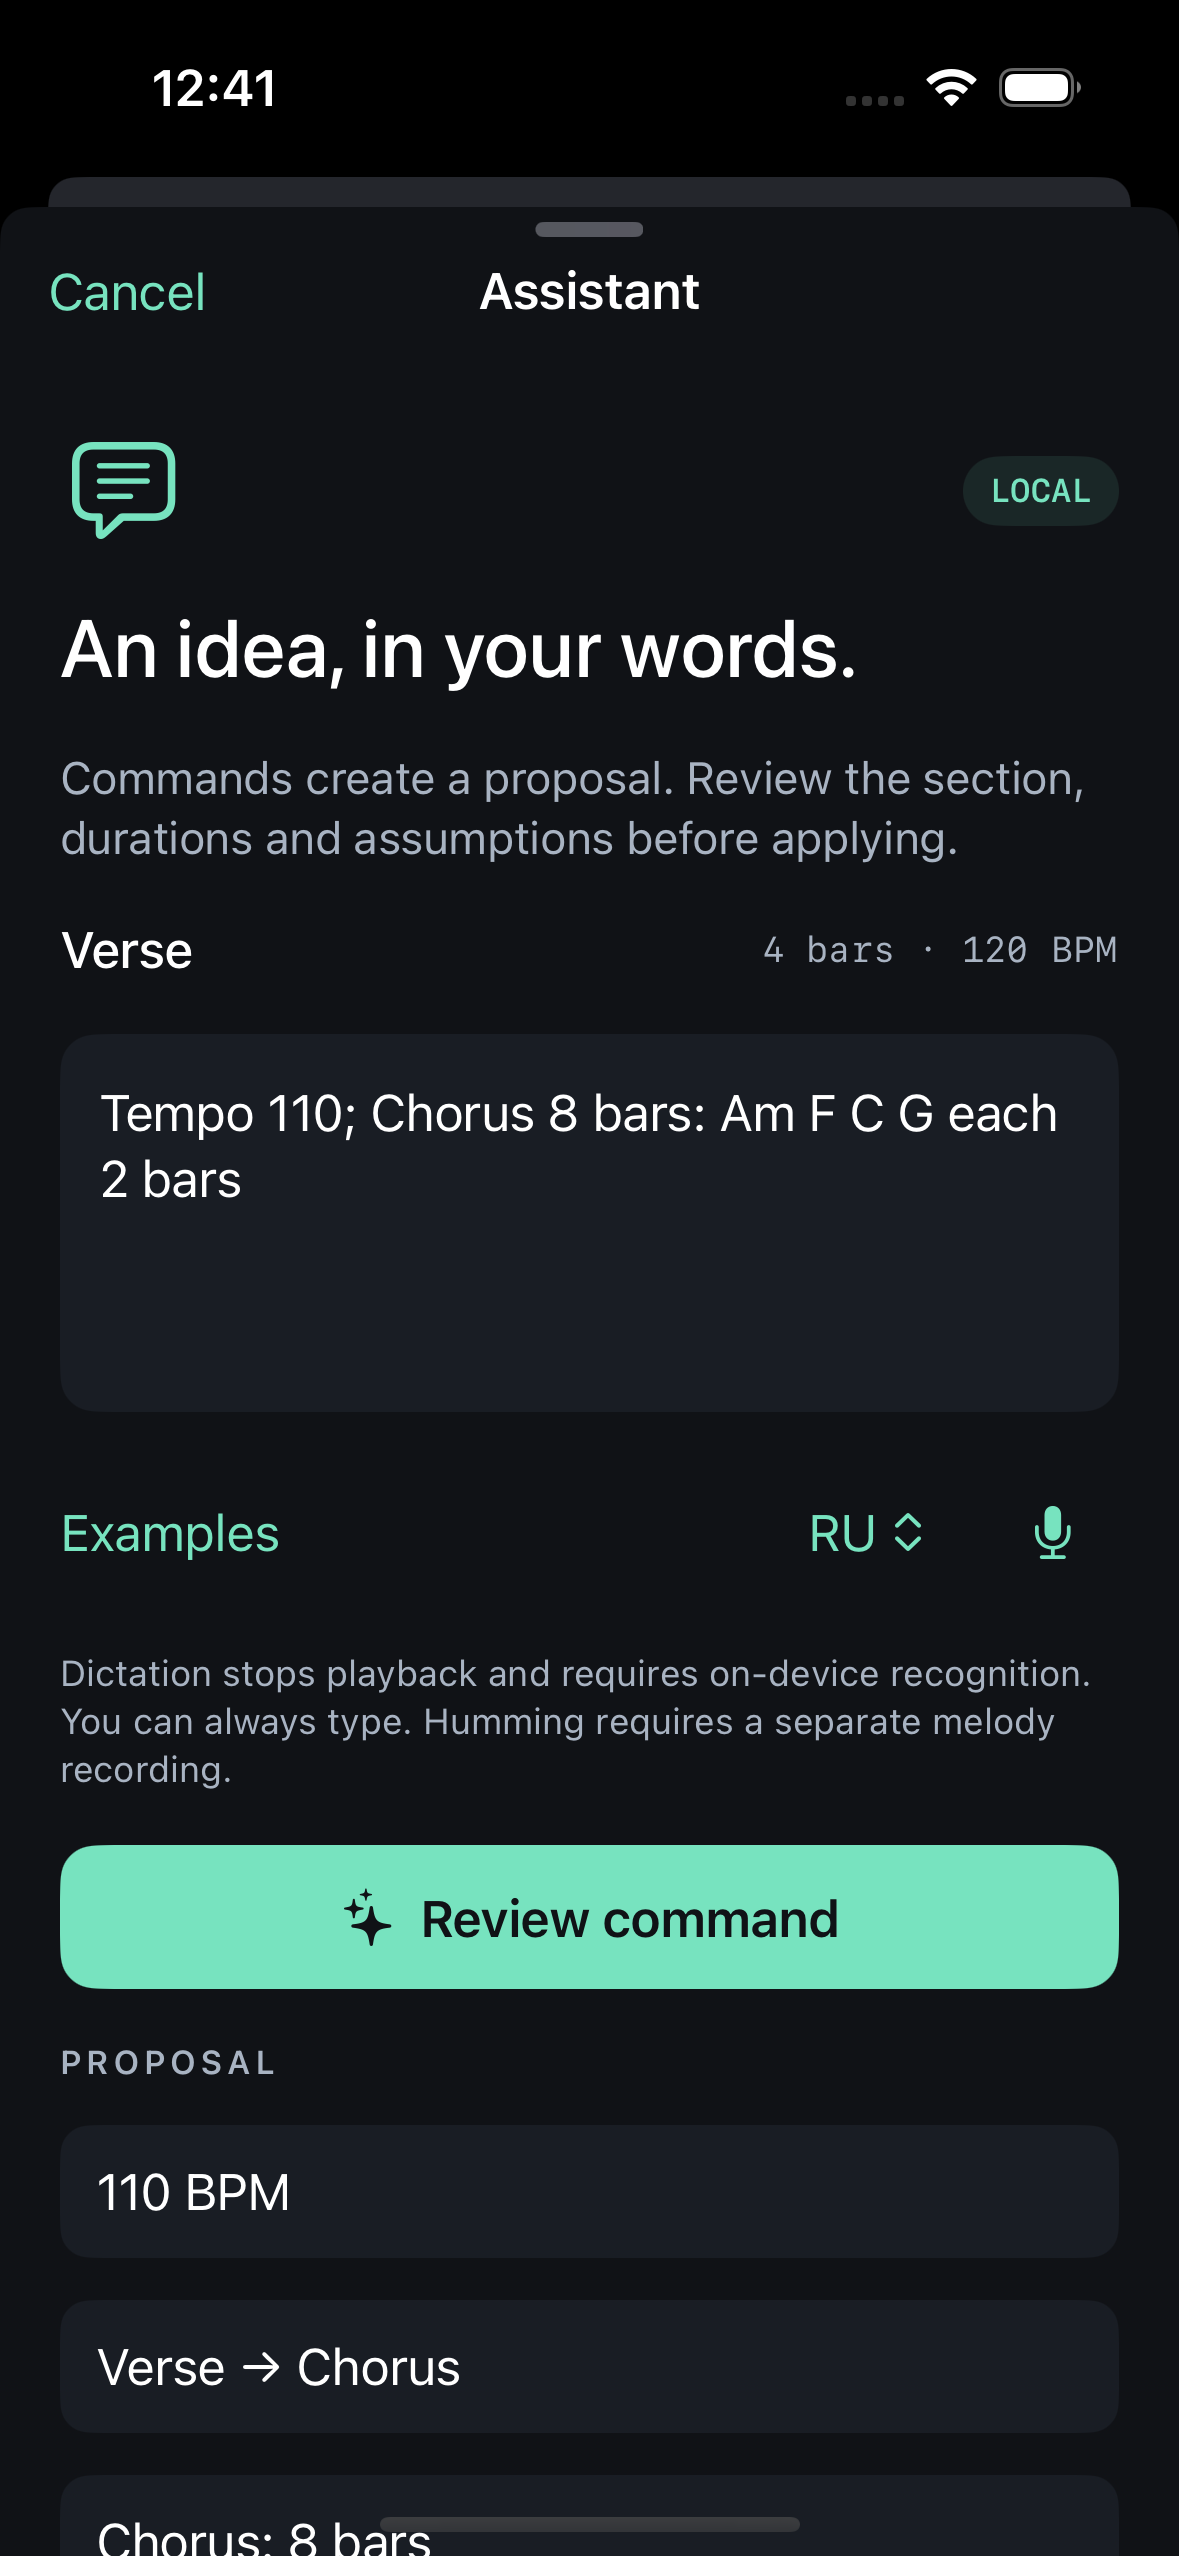 12:41
Cancel
Assistant
LOCAL
An idea, in your words.
Commands create a proposal. Review the section,
durations and assumptions before applying.
Verse
4 bars · 120 BPM
Tempo 110; Chorus 8 bars: Am F C G each
2 bars
Examples
RU
Dictation stops playback and requires on-device recognition.
You can always type. Humming requires a separate melody
recording.
Review command
PROPOSAL
110 BPM
Verse → Chorus
Chorus: 8 bars